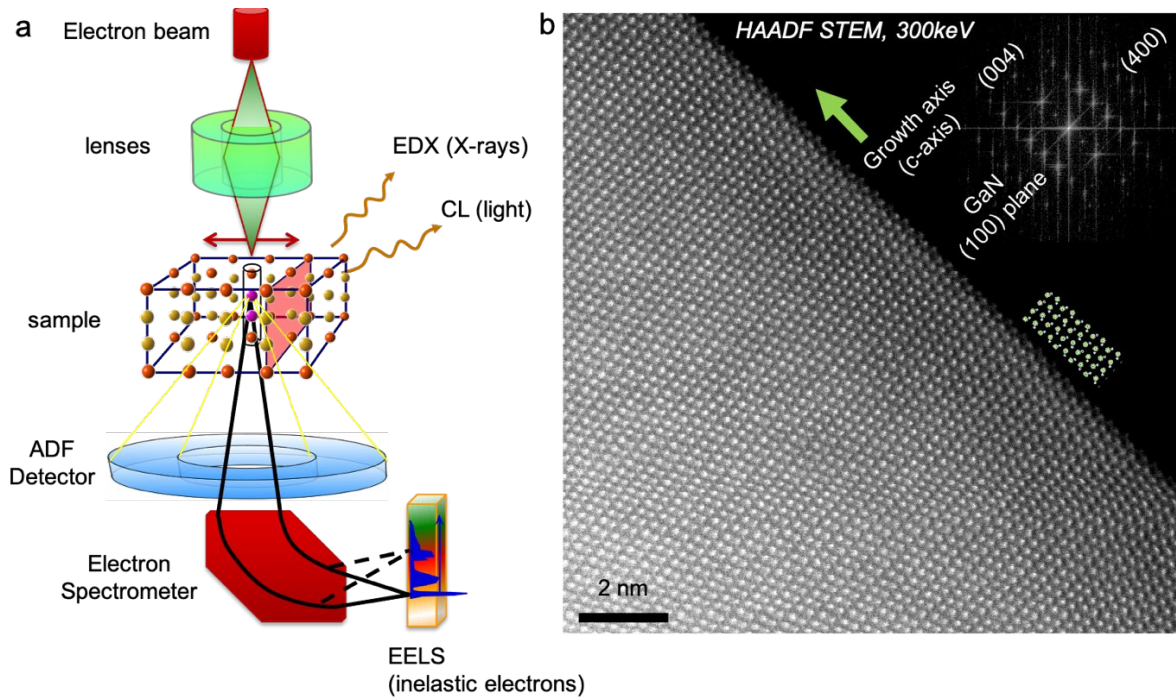 a
Electron beam
lenses
EDX (X-rays)
CL (light)
sample
ADF
Detector
Electron
Spectrometer
EELS
(inelastic electrons)
b
HAADF STEM, 300keV
(004)
(400)
Growth axis
(c-axis)
GaN
(100) plane
2 nm